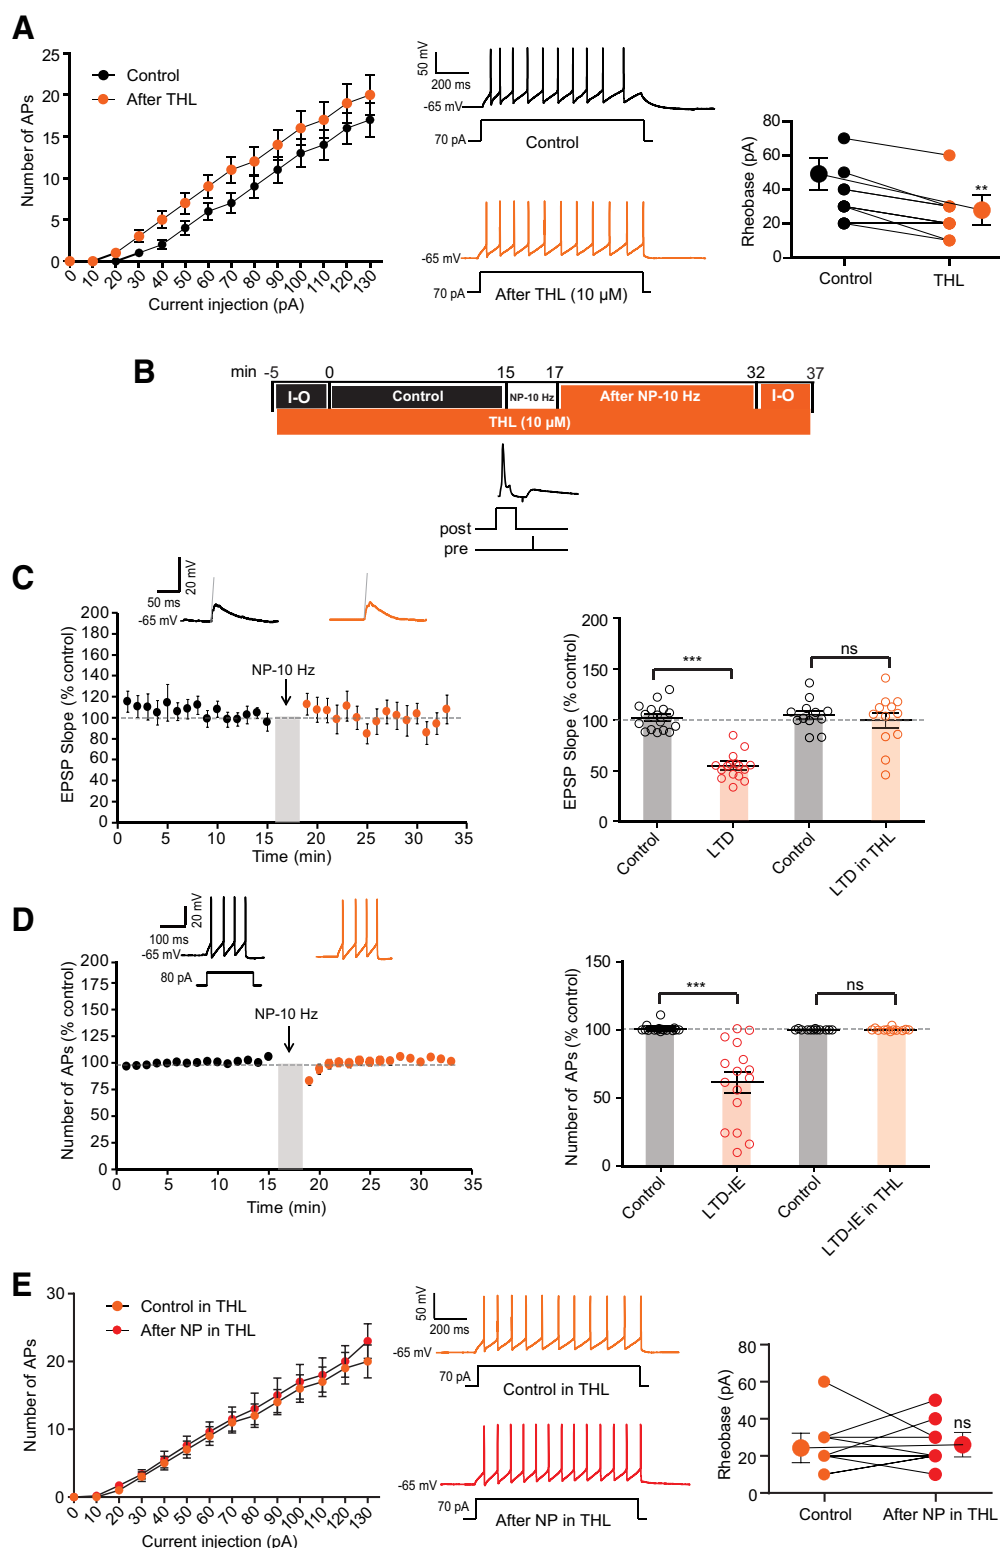 A
25
20
15
10
5
0
Number of APs
Control
After THL
0 10 20 30 40 50 60 70 80 90 100 110 120 130
Current injection (pA)
50 mV
200 ms
-65 mV
70 pA
Control
-65 mV
70 pA
After THL (10 µM)
80
60
40
20
0
Rheobase (pA)
**
Control THL
B
min -5 0 15 17 32 37
I-O Control NP-10 Hz After NP-10 Hz I-O
THL (10 µM)
post
pre
C
20 mV
50 ms
-65 mV
200
180
160
140
120
100
80
60
40
20
0
EPSP Slope (% control)
NP-10 Hz
0 5 10 15 20 25 30 35
Time (min)
200
150
100
50
0
EPSP Slope (% control)
*** ns
Control LTD Control LTD in THL
D
20 mV
100 ms
-65 mV
80 pA
200
175
150
125
100
75
50
25
0
Number of APs (% control)
NP-10 Hz
0 5 10 15 20 25 30 35
Time (min)
150
100
50
0
Number of APs (% control)
*** ns
Control LTD-IE Control LTD-IE in THL
E
30
20
10
0
Number of APs
Control in THL
After NP in THL
0 10 20 30 40 50 60 70 80 90 100 110 120 130
Current injection (pA)
50 mV
200 ms
-65 mV
70 pA
Control in THL
-65 mV
70 pA
After NP in THL
80
60
40
20
0
Rheobase (pA)
ns
Control After NP in THL